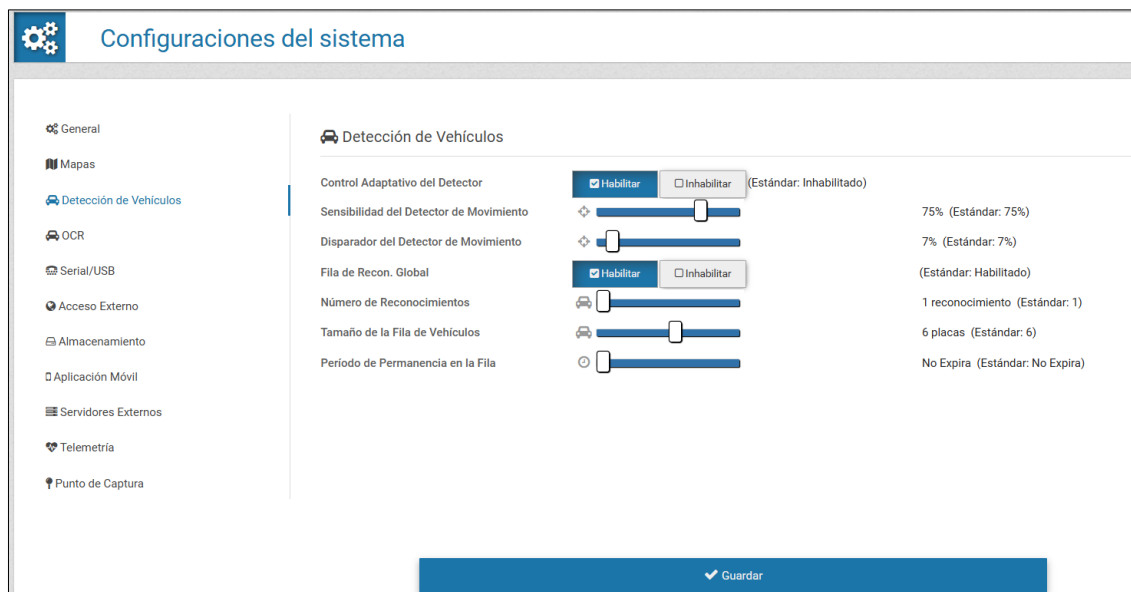 Configuraciones del sistema
General
Mapas
Detección de Vehículos
OCR
Serial/USB
Acceso Externo
Almacenamiento
Aplicación Móvil
Servidores Externos
Telemetría
Punto de Captura
Detección de Vehículos
Control Adaptativo del Detector Habilitar Inhabilitar (Estándar: Inhabilitado)
Sensibilidad del Detector de Movimiento 75% (Estándar: 75%)
Disparador del Detector de Movimiento 7% (Estándar: 7%)
Fila de Recon. Global Habilitar Inhabilitar (Estándar: Habilitado)
Número de Reconocimientos 1 reconocimiento (Estándar: 1)
Tamaño de la Fila de Vehículos 6 placas (Estándar: 6)
Período de Permanencia en la Fila No Expira (Estándar: No Expira)
Guardar